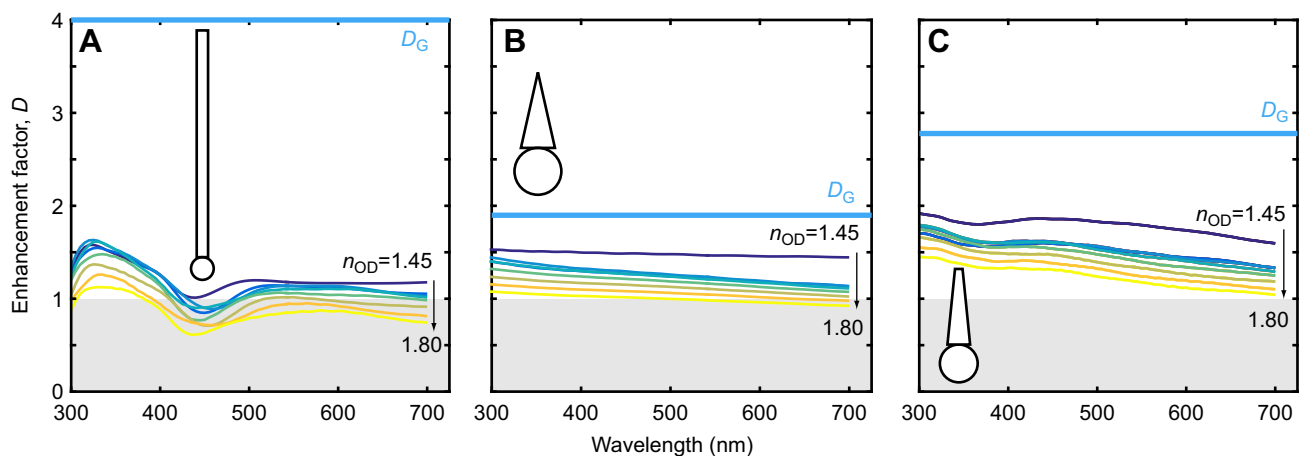 A
B
C
D_G
D_G
D_G
Enhancement factor, D
4
3
2
1
0
n_OD=1.45
1.80
n_OD=1.45
1.80
n_OD=1.45
1.80
300 400 500 600 700
300 400 500 600 700
300 400 500 600 700
Wavelength (nm)